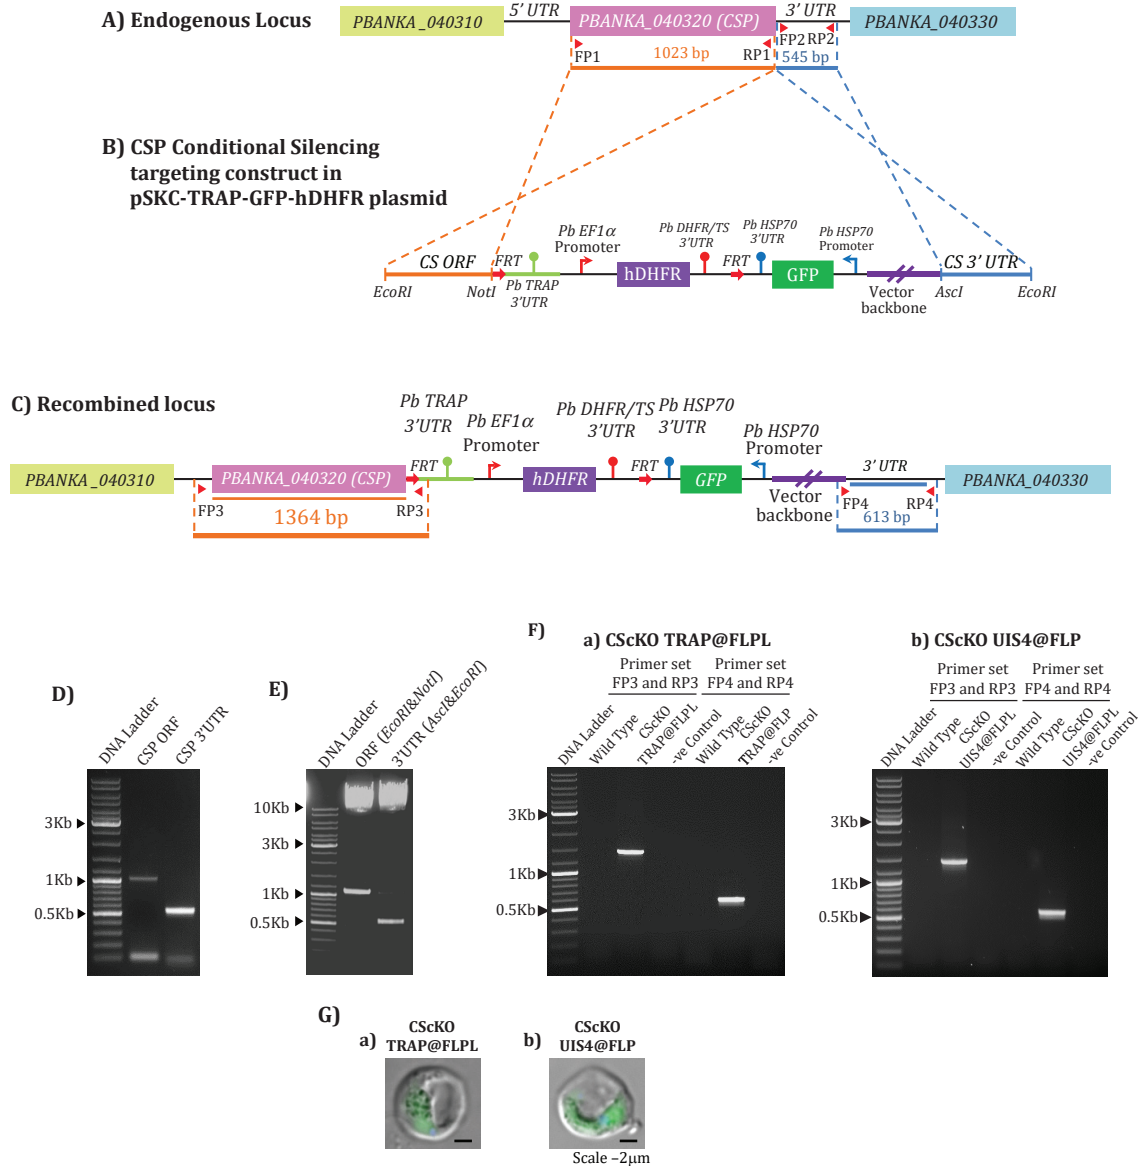 A) Endogenous Locus
PBANKA_040310
5' UTR
PBANKA_040320 (CSP)
3' UTR
PBANKA_040330
FP1
1023 bp
RP1
FP2
RP2
545 bp
B) CSP Conditional Silencing
targeting construct in
pSKC-TRAP-GFP-hDHFR plasmid
CS ORF
EcoRI
NotI
FRT
Pb TRAP
3'UTR
Pb EF1α
Promoter
hDHFR
Pb DHFR/TS
3'UTR
FRT
Pb HSP70
3'UTR
GFP
Pb HSP70
Promoter
Vector
backbone
CS 3' UTR
AscI
EcoRI
C) Recombined locus
PBANKA_040310
PBANKA_040320 (CSP)
FP3
1364 bp
RP3
FRT
Pb TRAP
3'UTR
Pb EF1α
Promoter
hDHFR
Pb DHFR/TS
3'UTR
FRT
Pb HSP70
3'UTR
GFP
Pb HSP70
Promoter
Vector
backbone
3' UTR
FP4
RP4
613 bp
PBANKA_040330
D)
DNA Ladder
CSP ORF
CSP 3'UTR
3Kb
1Kb
0.5Kb
E)
DNA Ladder
ORF (EcoRI&NotI)
3'UTR (AscI&EcoRI)
10Kb
3Kb
1Kb
0.5Kb
F)
a) CScKO TRAP@FLPL
Primer set
FP3 and RP3
Primer set
FP4 and RP4
DNA Ladder
Wild Type
CScKO
TRAP@FLPL
-ve Control
Wild Type
CScKO
TRAP@FLP
-ve Control
3Kb
1Kb
0.5Kb
b) CScKO UIS4@FLP
Primer set
FP3 and RP3
Primer set
FP4 and RP4
DNA Ladder
Wild Type
CScKO
UIS4@FLPL
-ve Control
Wild Type
CScKO
UIS4@FLPL
-ve Control
3Kb
1Kb
0.5Kb
G)
a)
CScKO
TRAP@FLPL
b)
CScKO
UIS4@FLP
Scale –2µm